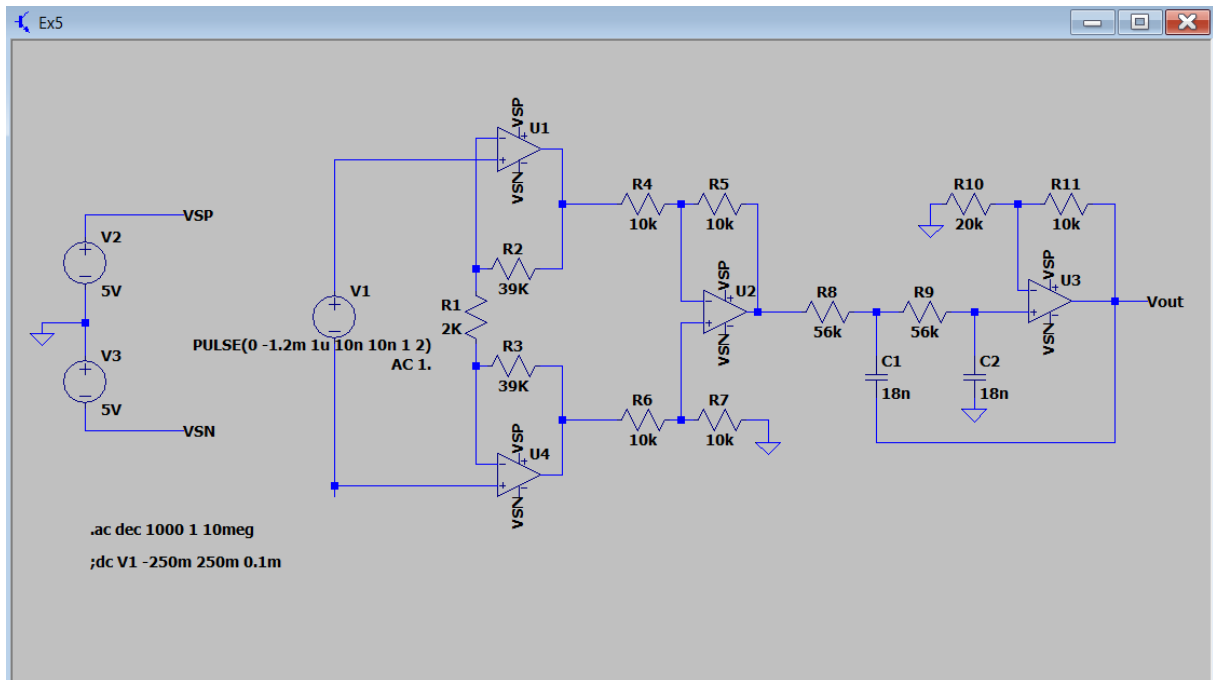 Ex5
VSP
V2
5V
V3
5V
VSN
V1
PULSE(0 -1.2m 1u 10n 10n 1 2)
AC 1.
VSP
U1
VSN
R2
39K
R1
2K
R3
39K
VSP
U4
VSN
R4
10k
R5
10k
VSP
U2
VSN
R6
10k
R7
10k
R8
56k
R9
56k
C1
18n
C2
18n
R10
20k
R11
10k
VSP
U3
VSN
Vout
.ac dec 1000 1 10meg
;dc V1 -250m 250m 0.1m